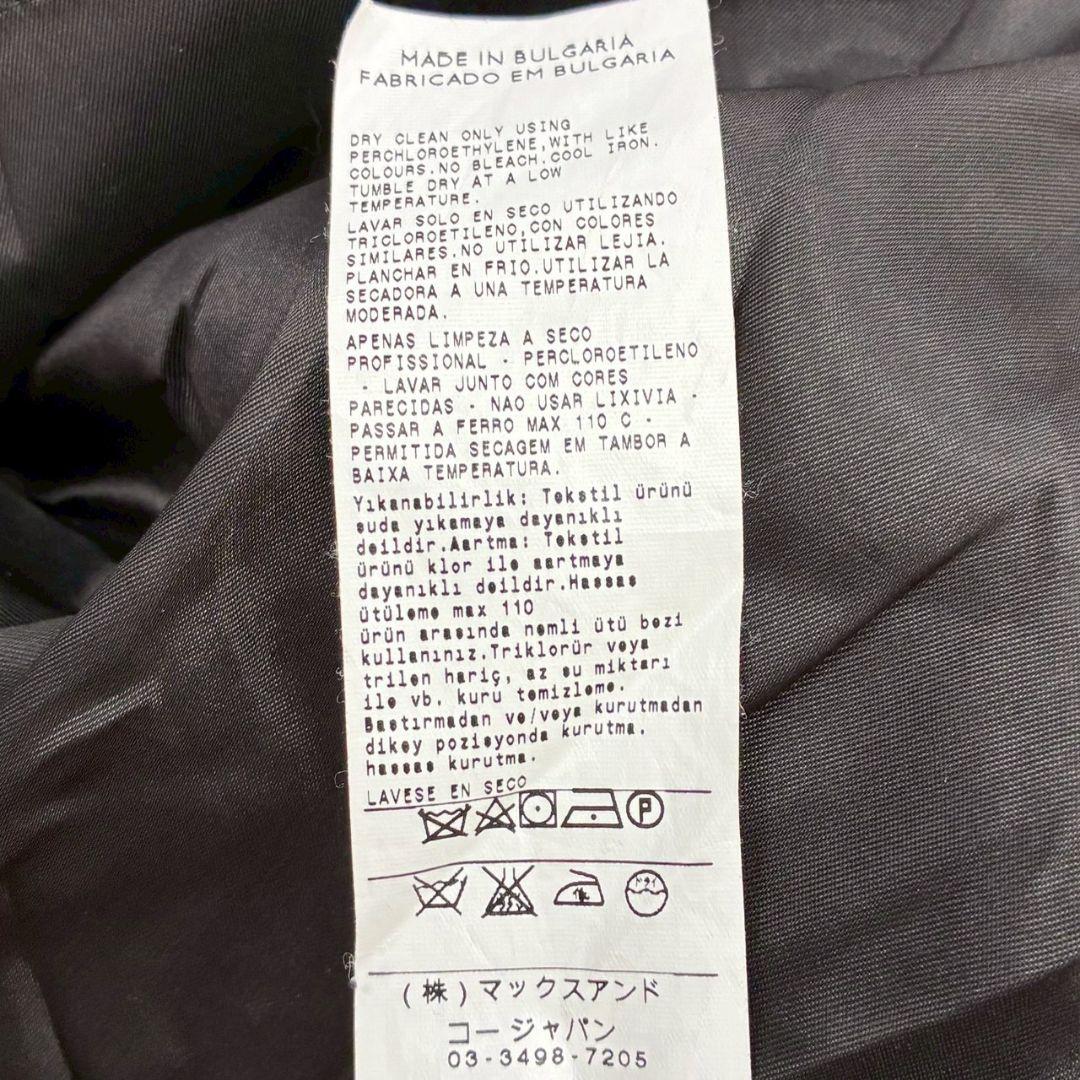 MADE IN BULGARIA
FABRICADO EM BULGARIA
DRY CLEAN ONLY USING
PERCHLOROETHYLENE,WITH LIKE
COLOURS.NO BLEACH.COOL IRON.
TUMBLE DRY AT A LOW
TEMPERATURE.
LAVAR SOLO EN SECO UTILIZANDO
TRICLOROETILENO,CON COLORES
SIMILARES.NO UTILIZAR LEJIA.
PLANCHAR EN FRIO.UTILIZAR LA
SECADORA A UNA TEMPERATURA
MODERADA.
APENAS LIMPEZA A SECO
PROFISSIONAL - PERCLOROETILENO
- LAVAR JUNTO COM CORES
PARECIDAS - NAO USAR LIXIVIA -
PASSAR A FERRO MAX 110 C -
PERMITIDA SECAGEM EM TAMBOR A
BAIXA TEMPERATURA.
Yıkanabilirlik: Tekstil ürünü
suda yıkamaya dayanıklı
deildir.Aartma: Tekstil
ürünü klor ile aartmaya
dayanıklı deildir.Hassas
ütüleme max 110
ürün arasında nemli ütü bezi
kullanınız.Triklorür veya
trilen hariç, az su miktarı
ile vb. kuru temizleme.
Bastırmadan ve/veya kurutmadan
dikey pozisyonda kurutma.
hassas kurutma.
LAVESE EN SECO
P
ドライ
(株)マックスアンド
コージャパン
03-3498-7205